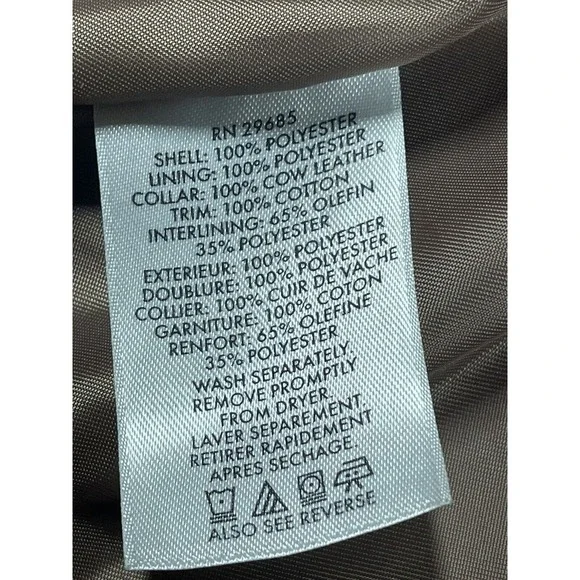 RN 29685
SHELL: 100% POLYESTER
LINING: 100% POLYESTER
COLLAR: 100% COW LEATHER
TRIM: 100% COTTON
INTERLINING: 65% OLEFIN
35% POLYESTER
EXTERIEUR: 100% POLYESTER
DOUBLURE: 100% POLYESTER
COLLIER: 100% CUIR DE VACHE
GARNITURE: 100% COTON
RENFORT: 65% OLEFINE
35% POLYESTER
WASH SEPARATELY.
REMOVE PROMPTLY
FROM DRYER.
LAVER SEPAREMENT.
RETIRER RAPIDEMENT
APRES SECHAGE.
ALSO SEE REVERSE